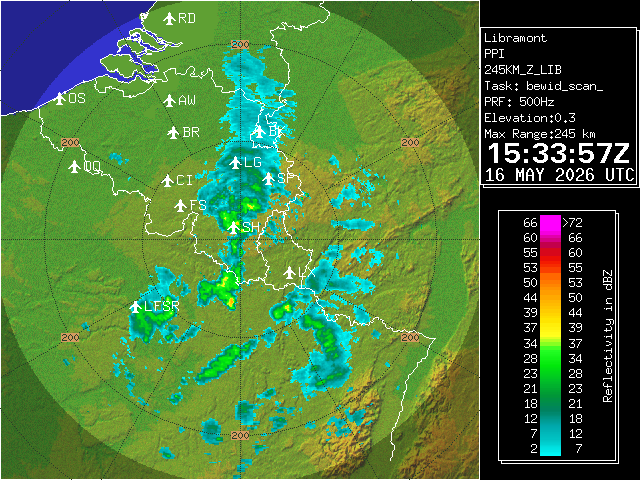 Libramont
PPI
245KM_Z_LIB
Task: bewid_scan_
PRF: 500Hz
Elevation:0.3
Max Range:245 km
15:33:57Z
16 MAY 2026 UTC
66 >72
60 66
55 60
53 55
50 53
44 50
39 44
37 39
34 37
28 34
23 28
21 23
18 21
12 18
7 12
2 7
Reflectivity in dBZ
RD
200
OS
AW
BR
200
200
QQ
LG
CI
SP
FS
SH
LX
LFSR
200
200
200